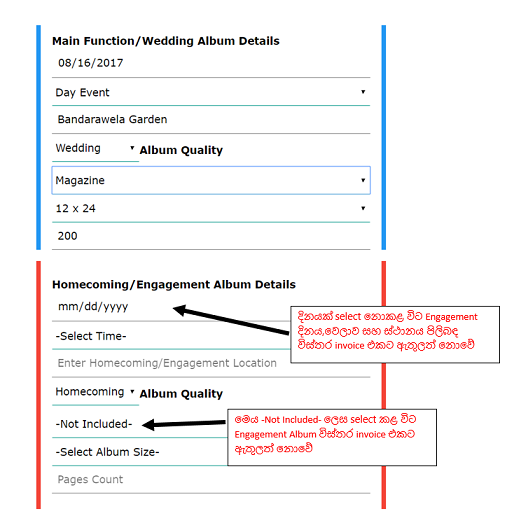 Main Function/Wedding Album Details
08/16/2017
Day Event
Bandarawela Garden
Wedding Album Quality
Magazine
12 x 24
200
Homecoming/Engagement Album Details
mm/dd/yyyy
-Select Time-
Enter Homecoming/Engagement Location
Homecoming Album Quality
-Not Included-
-Select Album Size-
Pages Count
දිනයක් select නොකළ විට Engagement
දිනය,වෙලාව සහ ස්ථානය පිලිබඳ
විස්තර invoice එකට ඇතුලත් නොවේ
මෙය -Not Included- ලෙස select කළ විට
Engagement Album විස්තර invoice එකට
ඇතුලත් නොවේ